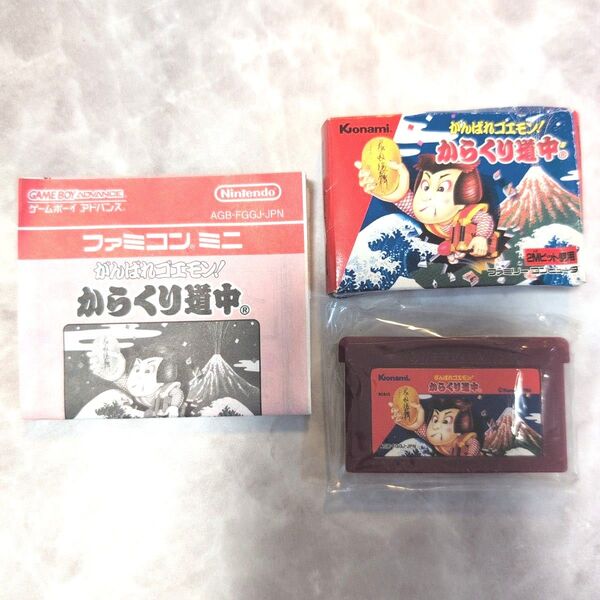 GAME BOY ADVANCE
ゲームボーイ アドバンス
Nintendo
AGB-FGGJ-JPN
ファミコン ミニ
がんばれゴエモン!
からくり道中®
Konami
がんばれゴエモン!
からくり道中®
2Mビット使用
ファミリーコンピュータ
Konami
がんばれゴエモン!
からくり道中
AGB-FGGJ-JPN